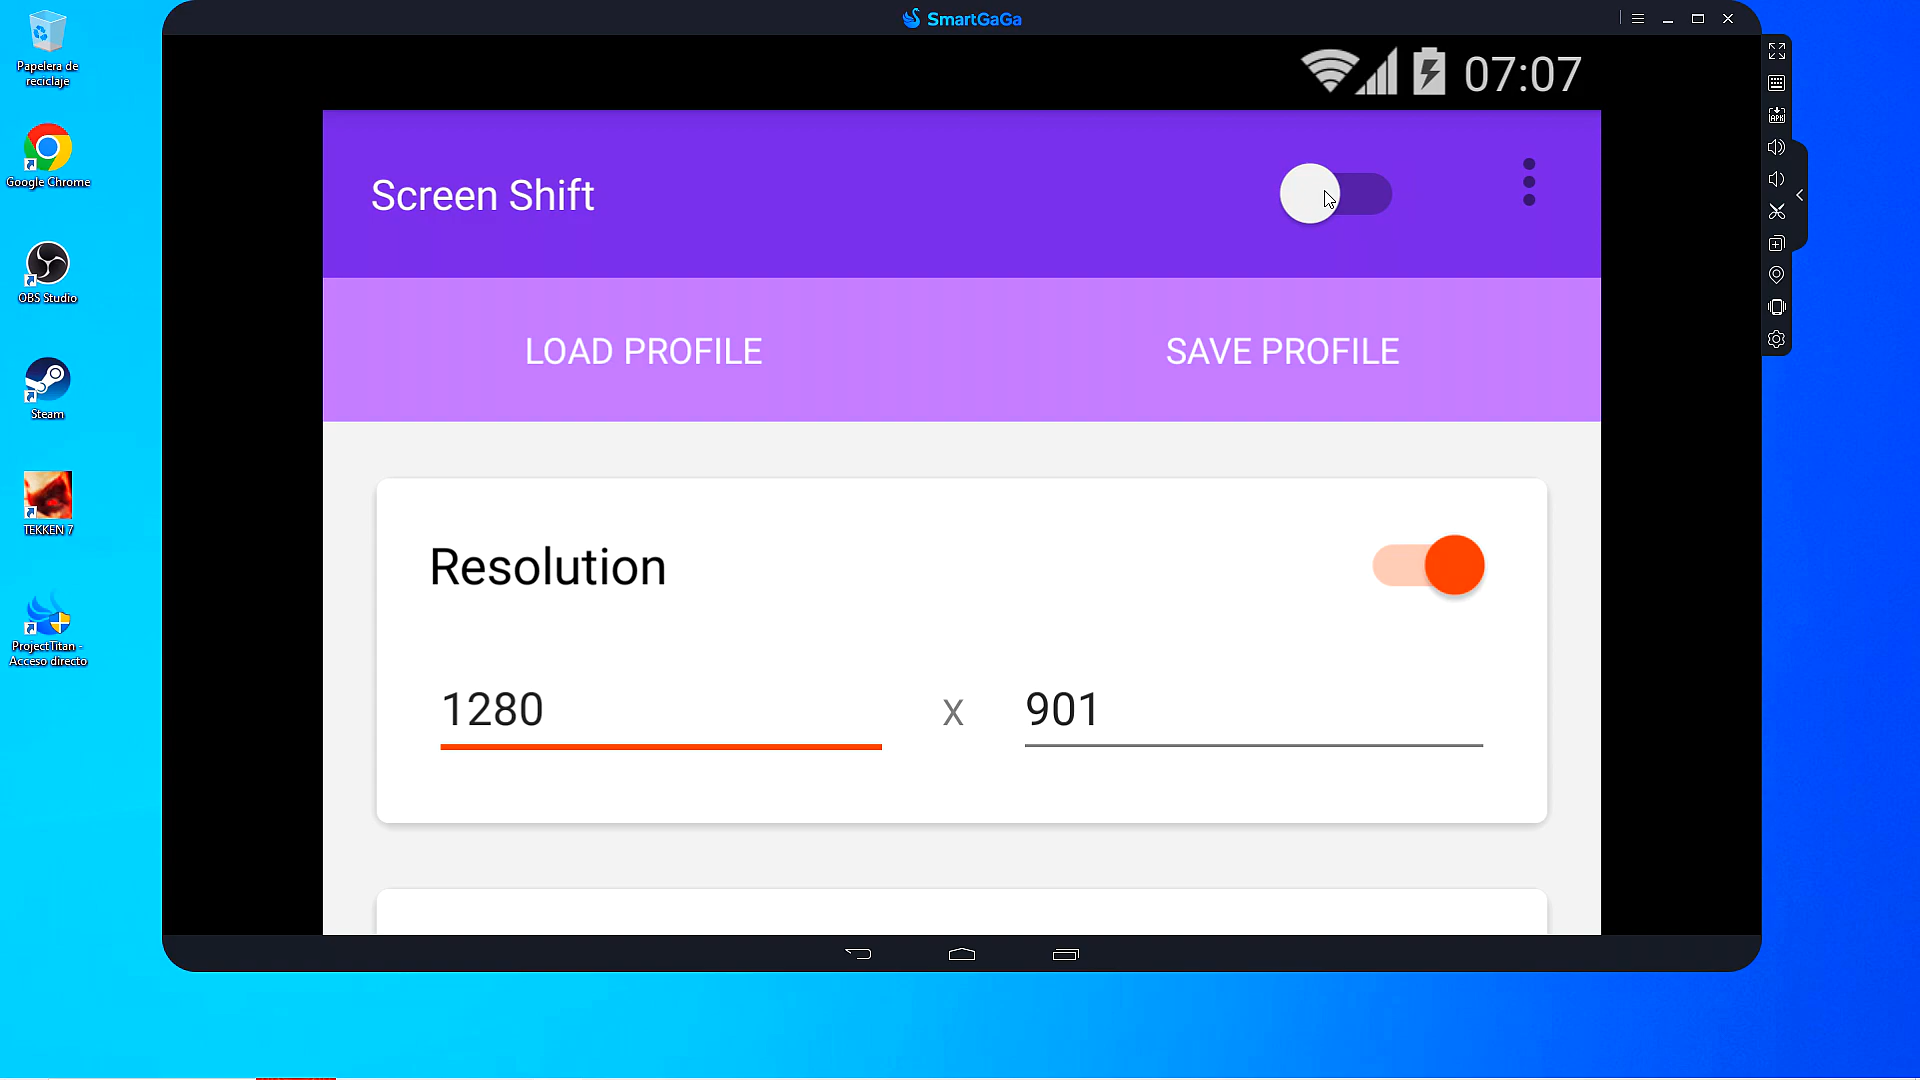 SmartGaGa
Papelera de
reciclaje
Google Chrome
OBS Studio
Steam
TEKKEN 7
ProjectTitan -
Acceso directo
07:07
Screen Shift
LOAD PROFILE
SAVE PROFILE
Resolution
1280
x
901
APK